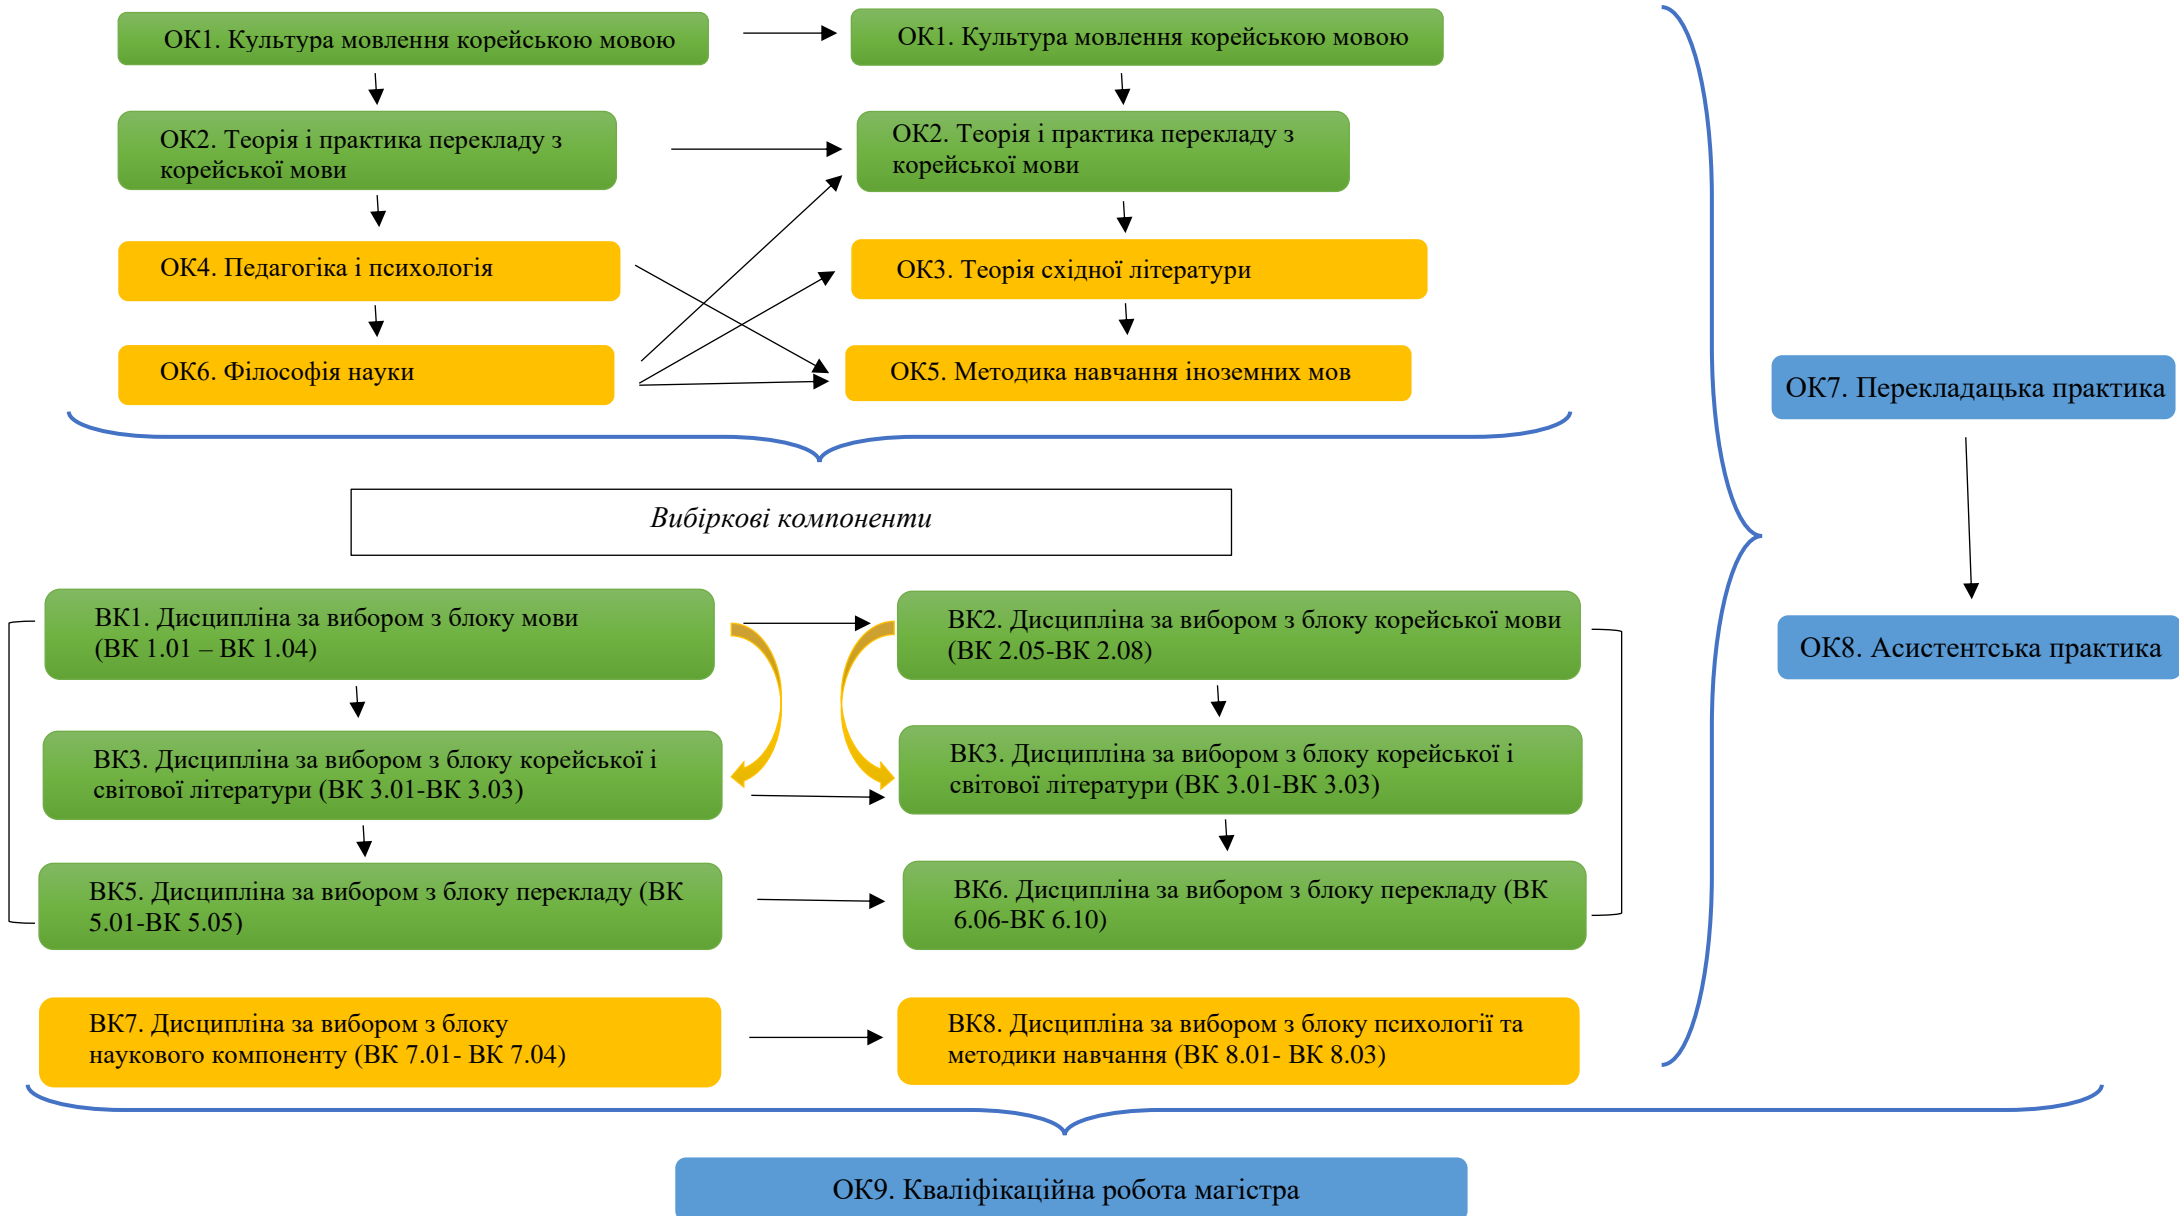 ОК1. Культура мовлення корейською мовою
ОК1. Культура мовлення корейською мовою
ОК2. Теорія і практика перекладу з
корейської мови
ОК2. Теорія і практика перекладу з
корейської мови
ОК4. Педагогіка і психологія
ОК3. Теорія східної літератури
ОК6. Філософія науки
ОК5. Методика навчання іноземних мов
ОК7. Перекладацька практика
Вибіркові компоненти
ВК1. Дисципліна за вибором з блоку мови
(ВК 1.01 – ВК 1.04)
ВК2. Дисципліна за вибором з блоку корейської мови
(ВК 2.05-ВК 2.08)
ОК8. Асистентська практика
ВК3. Дисципліна за вибором з блоку корейської і
світової літератури (ВК 3.01-ВК 3.03)
ВК3. Дисципліна за вибором з блоку корейської і
світової літератури (ВК 3.01-ВК 3.03)
ВК5. Дисципліна за вибором з блоку перекладу (ВК
5.01-ВК 5.05)
ВК6. Дисципліна за вибором з блоку перекладу (ВК
6.06-ВК 6.10)
ВК7. Дисципліна за вибором з блоку
наукового компоненту (ВК 7.01- ВК 7.04)
ВК8. Дисципліна за вибором з блоку психології та
методики навчання (ВК 8.01- ВК 8.03)
ОК9. Кваліфікаційна робота магістра